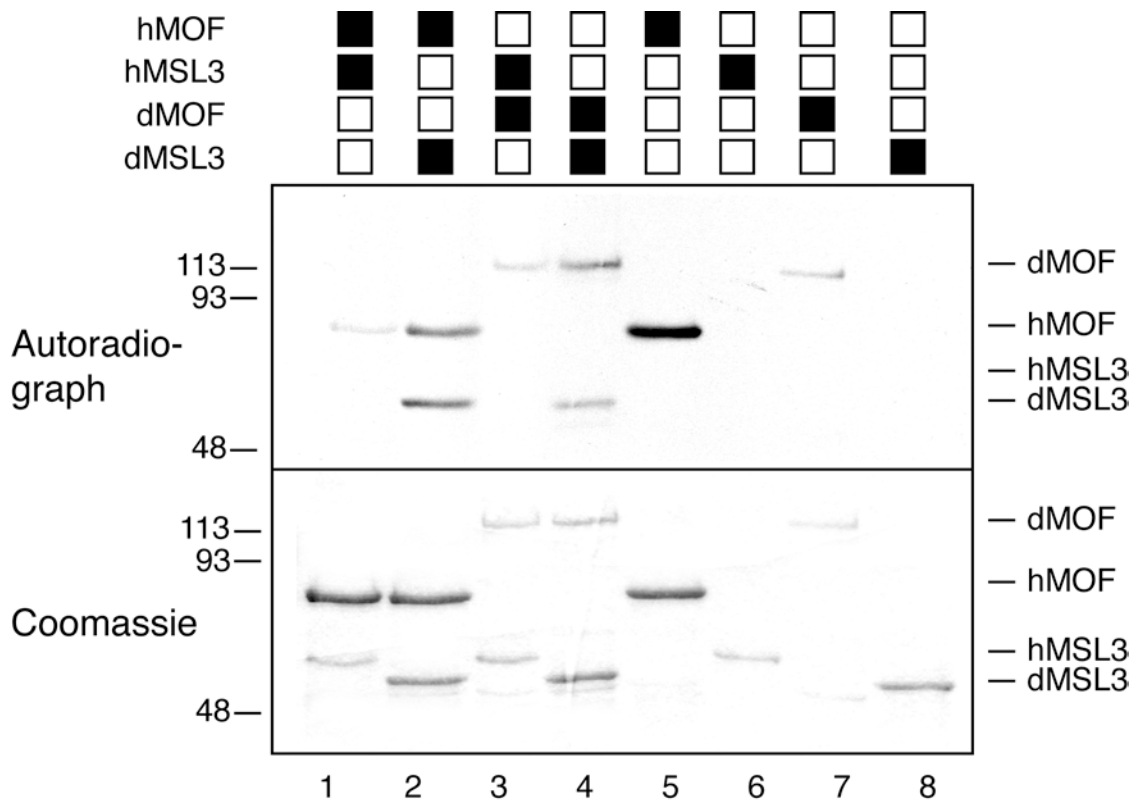 hMOF
hMSL3
dMOF
dMSL3
113
93
48
Autoradio-
graph
dMOF
hMOF
hMSL3
dMSL3
113
93
48
Coomassie
dMOF
hMOF
hMSL3
dMSL3
1 2 3 4 5 6 7 8